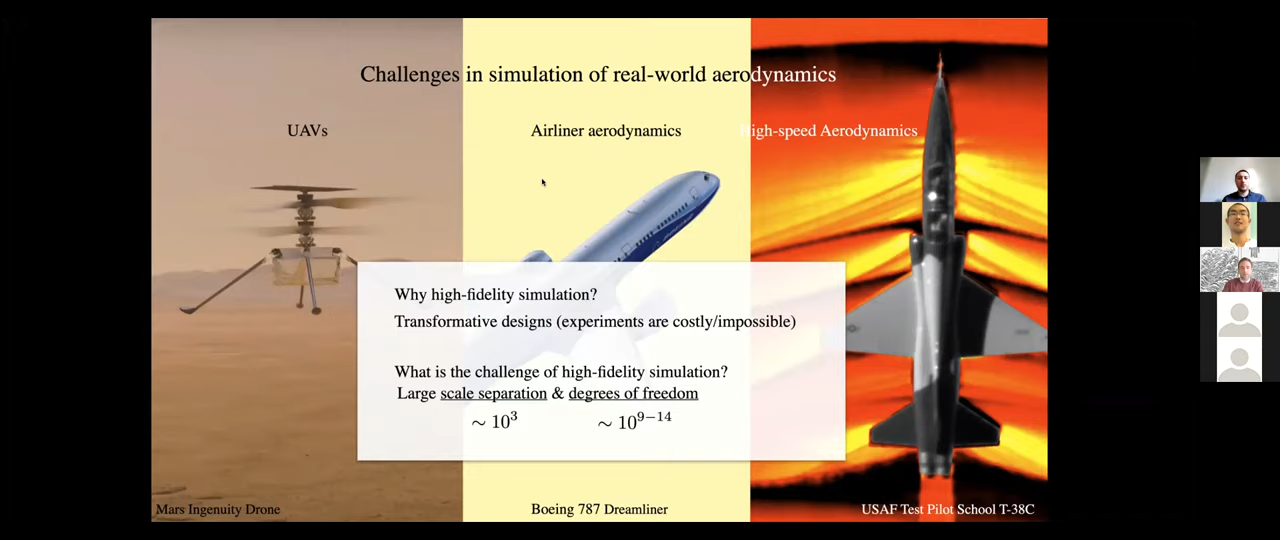 Challenges in simulation of real-world aerodynamics
UAVs
Airliner aerodynamics
High-speed Aerodynamics
Why high-fidelity simulation?
Transformative designs (experiments are costly/impossible)
What is the challenge of high-fidelity simulation?
Large scale separation & degrees of freedom
∼ 10³ ∼ 10⁹⁻¹⁴
Mars Ingenuity Drone
Boeing 787 Dreamliner
USAF Test Pilot School T-38C